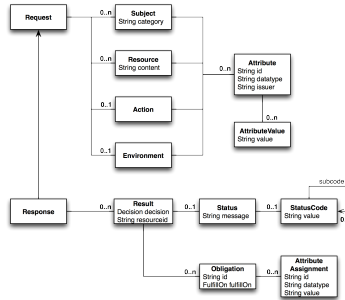 Request
0..n
Subject
String category
0..n
Resource
String content
0..n
Attribute
String id
String datatype
String issuer
0..1
Action
0..n
AttributeValue
String value
0..1
Environment
subcode
Response
0..n
Result
Decision decision
String resourceid
0..1
Status
String message
0..1
StatusCode
String value
0
0..n
Obligation
String id
FulfillOn fulfillOn
0..n
Attribute
Assignment
String id
String datatype
String value